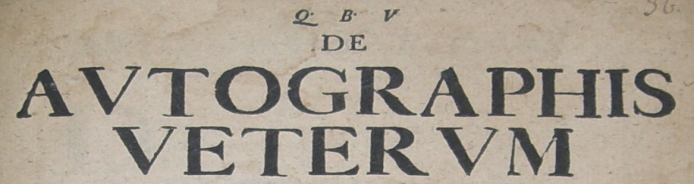 Q. B. V
DE
AVTOGRAPHIS
VETERVM